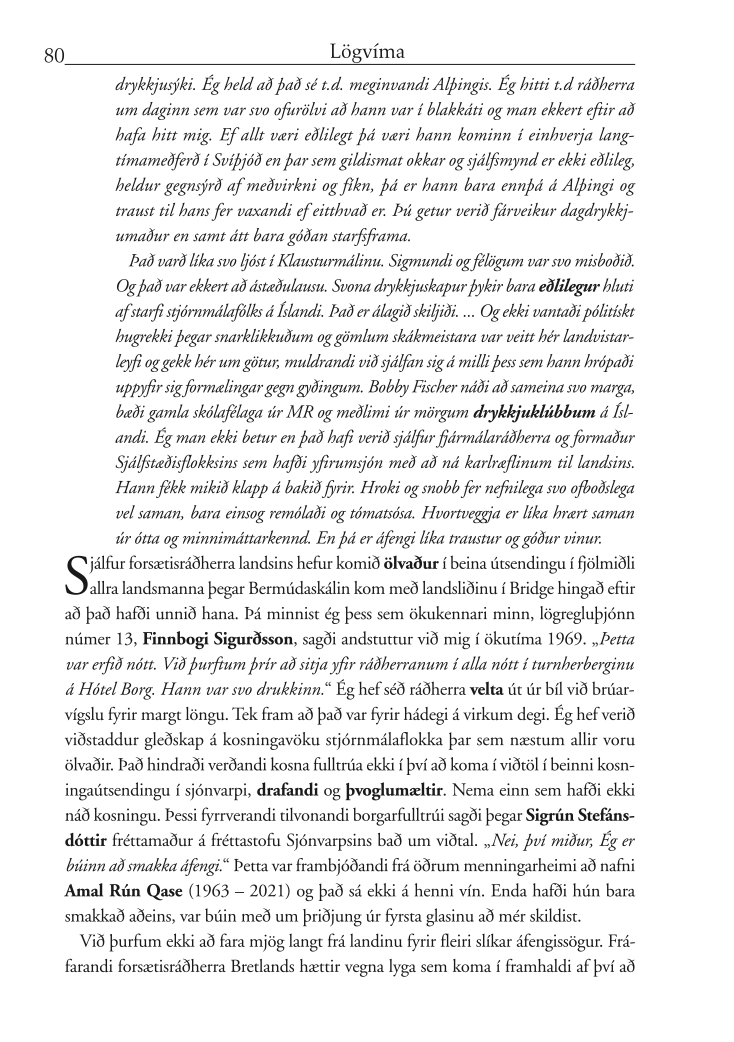 80
Lögvíma
drykkjusýki. Ég held að það sé t.d. meginvandi Alþingis. Ég hitti t.d ráðherra
um daginn sem var svo ofurölvi að hann var í blakkáti og man ekkert eftir að
hafa hitt mig. Ef allt væri eðlilegt þá væri hann kominn í einhverja lang-
tímameðferð í Svíþjóð en þar sem gildismat okkar og sjálfsmynd er ekki eðlileg,
heldur gegnsýrð af meðvirkni og fíkn, þá er hann bara ennþá á Alþingi og
traust til hans fer vaxandi ef eitthvað er. Þú getur verið fárveikur dagdrykkj-
umaður en samt átt bara góðan starfsframa.
Það varð líka svo ljóst í Klausturmálinu. Sigmundi og félögum var svo misboðið.
Og það var ekkert að ástæðulausu. Svona drykkjuskapur þykir bara eðlilegur hluti
af starfi stjórnmálafólks á Íslandi. Það er álagið skiljiði. ... Og ekki vantaði pólitískt
hugrekki þegar snarklikkuðum og gömlum skákmeistara var veitt hér landvistar-
leyfi og gekk hér um götur, muldrandi við sjálfan sig á milli þess sem hann hrópaði
uppyfir sig formælingar gegn gyðingum. Bobby Fischer náði að sameina svo marga,
bæði gamla skólafélaga úr MR og meðlimi úr mörgum drykkjuklúbbum á Ísl-
andi. Ég man ekki betur en það hafi verið sjálfur fjármálaráðherra og formaður
Sjálfstæðisflokksins sem hafði yfirumsjón með að ná karlræflinum til landsins.
Hann fékk mikið klapp á bakið fyrir. Hroki og snobb fer nefnilega svo ofboðslega
vel saman, bara einsog remólaði og tómatsósa. Hvortveggja er líka hrært saman
úr ótta og minnimáttarkennd. En þá er áfengi líka traustur og góður vinur.
Sjálfur forsætisráðherra landsins hefur komið ölvaður í beina útsendingu í fjölmiðli
allra landsmanna þegar Bermúdaskálin kom með landsliðinu í Bridge hingað eftir
að það hafði unnið hana. Þá minnist ég þess sem ökukennari minn, lögregluþjónn
númer 13, Finnbogi Sigurðsson, sagði andstuttur við mig í ökutíma 1969. „Þetta
var erfið nótt. Við þurftum þrír að sitja yfir ráðherranum í alla nótt í turnherberginu
á Hótel Borg. Hann var svo drukkinn.“ Ég hef séð ráðherra velta út úr bíl við brúar-
vígslu fyrir margt löngu. Tek fram að það var fyrir hádegi á virkum degi. Ég hef verið
viðstaddur gleðskap á kosningavöku stjórnmálaflokka þar sem næstum allir voru
ölvaðir. Það hindraði verðandi kosna fulltrúa ekki í því að koma í viðtöl í beinni kosn-
ingaútsendingu í sjónvarpi, drafandi og þvoglumæltir. Nema einn sem hafði ekki
náð kosningu. Þessi fyrrverandi tilvonandi borgarfulltrúi sagði þegar Sigrún Stefáns-
dóttir fréttamaður á fréttastofu Sjónvarpsins bað um viðtal. „Nei, því miður, Ég er
búinn að smakka áfengi.“ Þetta var frambjóðandi frá öðrum menningarheimi að nafni
Amal Rún Qase (1963 – 2021) og það sá ekki á henni vín. Enda hafði hún bara
smakkað aðeins, var búin með um þriðjung úr fyrsta glasinu að mér skildist.
Við þurfum ekki að fara mjög langt frá landinu fyrir fleiri slíkar áfengissögur. Frá-
farandi forsætisráðherra Bretlands hættir vegna lyga sem koma í framhaldi af því að